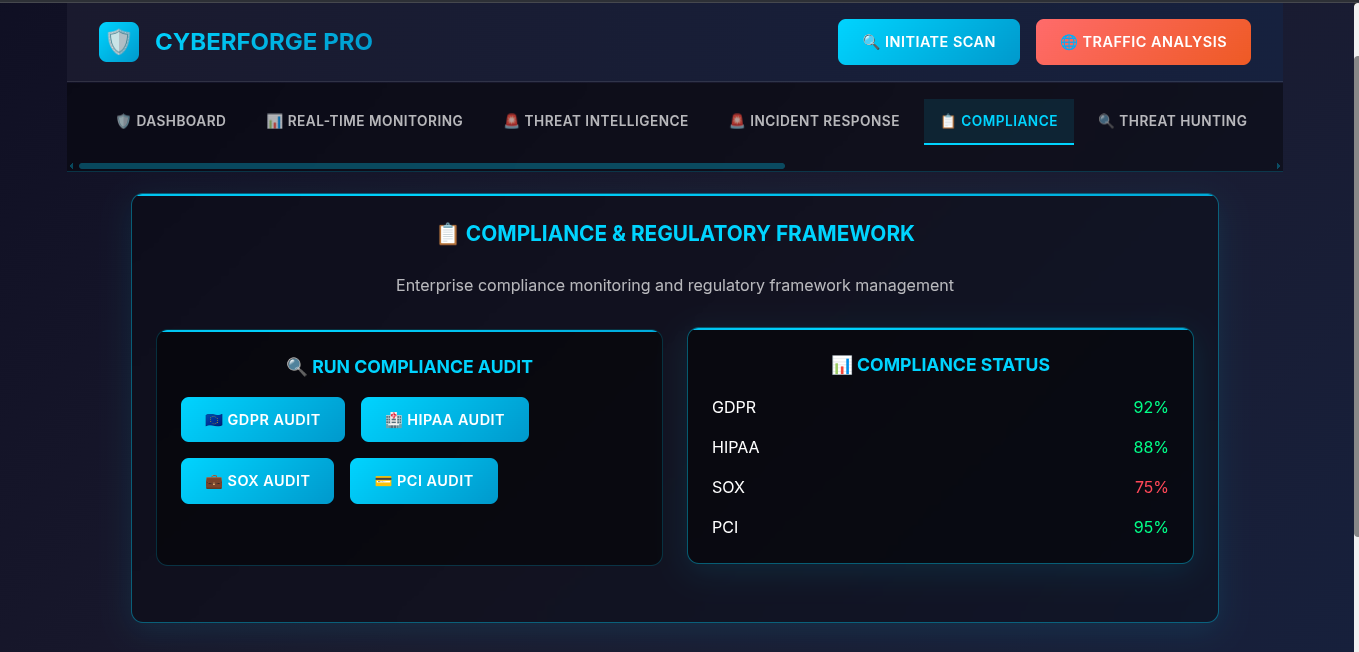 CYBERFORGE PRO
🔍 INITIATE SCAN
🌐 TRAFFIC ANALYSIS
🛡️ DASHBOARD
📊 REAL-TIME MONITORING
🚨 THREAT INTELLIGENCE
🚨 INCIDENT RESPONSE
📋 COMPLIANCE
🔍 THREAT HUNTING
📋 COMPLIANCE & REGULATORY FRAMEWORK
Enterprise compliance monitoring and regulatory framework management
🔍 RUN COMPLIANCE AUDIT
🇪🇺 GDPR AUDIT
🏥 HIPAA AUDIT
💼 SOX AUDIT
💳 PCI AUDIT
📊 COMPLIANCE STATUS
GDPR 92%
HIPAA 88%
SOX 75%
PCI 95%